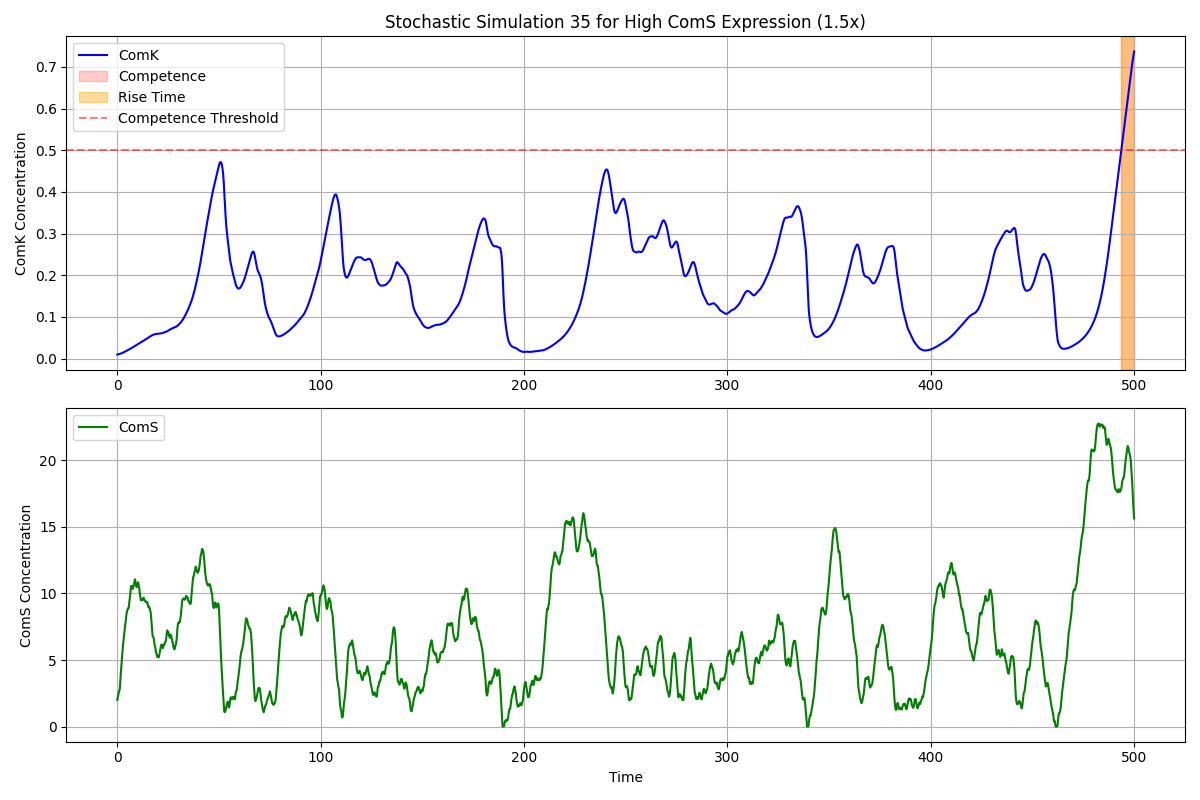 Stochastic Simulation 35 for High ComS Expression (1.5x)
ComK
Competence
Rise Time
Competence Threshold
ComK Concentration
0.7
0.6
0.5
0.4
0.3
0.2
0.1
0.0
0 100 200 300 400 500
ComS
ComS Concentration
20
15
10
5
0
0 100 200 300 400 500
Time